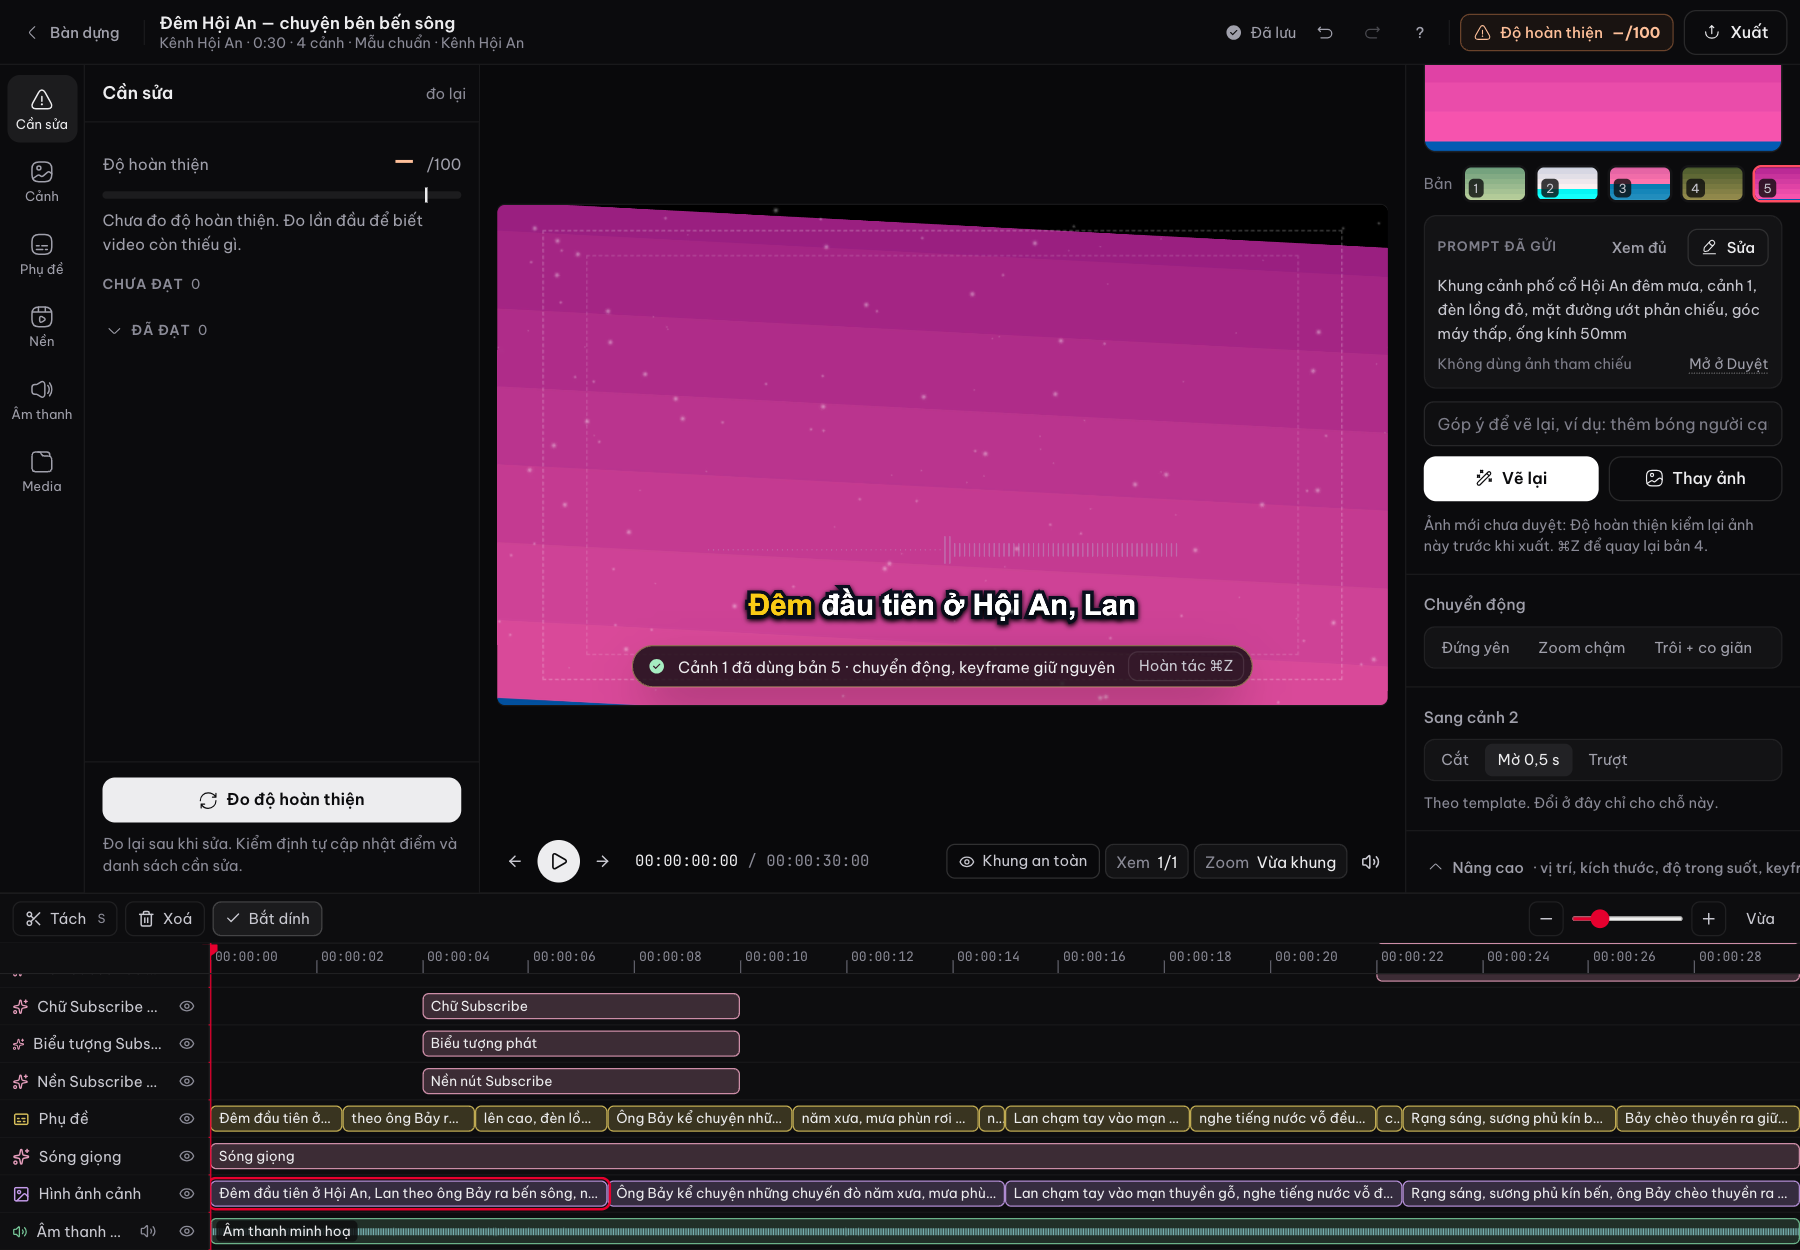 Bàn dựng
Đêm Hội An — chuyện bên bến sông
Kênh Hội An · 0:30 · 4 cảnh · Mẫu chuẩn · Kênh Hội An
Đã lưu
?
Độ hoàn thiện –/100
Xuất
Cần sửa
Cảnh
Phụ đề
Nền
Âm thanh
Media
Cần sửa
đo lại
Độ hoàn thiện
– /100
Chưa đo độ hoàn thiện. Đo lần đầu để biết
video còn thiếu gì.
CHƯA ĐẠT 0
ĐÃ ĐẠT 0
Đo độ hoàn thiện
Đo lại sau khi sửa. Kiểm định tự cập nhật điểm và
danh sách cần sửa.
Đêm đầu tiên ở Hội An, Lan
Cảnh 1 đã dùng bản 5 · chuyển động, keyframe giữ nguyên
Hoàn tác ⌘Z
00:00:00:00 / 00:00:30:00
Khung an toàn
Xem 1/1
Zoom Vừa khung
Bản
1
2
3
4
5
PROMPT ĐÃ GỬI
Xem đủ
Sửa
Khung cảnh phố cổ Hội An đêm mưa, cảnh 1,
đèn lồng đỏ, mặt đường ướt phản chiếu, góc
máy thấp, ống kính 50mm
Không dùng ảnh tham chiếu
Mở ở Duyệt
Góp ý để vẽ lại, ví dụ: thêm bóng người cạ
Vẽ lại
Thay ảnh
Ảnh mới chưa duyệt: Độ hoàn thiện kiểm lại ảnh
này trước khi xuất. ⌘Z để quay lại bản 4.
Chuyển động
Đứng yên
Zoom chậm
Trôi + co giãn
Sang cảnh 2
Cắt
Mờ 0,5 s
Trượt
Theo template. Đổi ở đây chỉ cho chỗ này.
Nâng cao · vị trí, kích thước, độ trong suốt, keyfr
Tách S
Xoá
Bắt dính
Vừa
00:00:00 00:00:02 00:00:04 00:00:06 00:00:08 00:00:10 00:00:12 00:00:14 00:00:16 00:00:18 00:00:20 00:00:22 00:00:24 00:00:26 00:00:28
Chữ Subscribe ...
Chữ Subscribe
Biểu tượng Subs...
Biểu tượng phát
Nền Subscribe ...
Nền nút Subscribe
Phụ đề
Đêm đầu tiên ở...
theo ông Bảy r...
lên cao, đèn lồ...
Ông Bảy kể chuyện nhữ...
năm xưa, mưa phùn rơi ...
n...
Lan chạm tay vào mạn ...
nghe tiếng nước vỗ đều...
c...
Rạng sáng, sương phủ kín b...
Bảy chèo thuyền ra giữ...
Sóng giọng
Sóng giọng
Hình ảnh cảnh
Đêm đầu tiên ở Hội An, Lan theo ông Bảy ra bến sông, n...
Ông Bảy kể chuyện những chuyến đò năm xưa, mưa phù...
Lan chạm tay vào mạn thuyền gỗ, nghe tiếng nước vỗ đ...
Rạng sáng, sương phủ kín bến, ông Bảy chèo thuyền ra ...
Âm thanh ...
Âm thanh minh hoạ